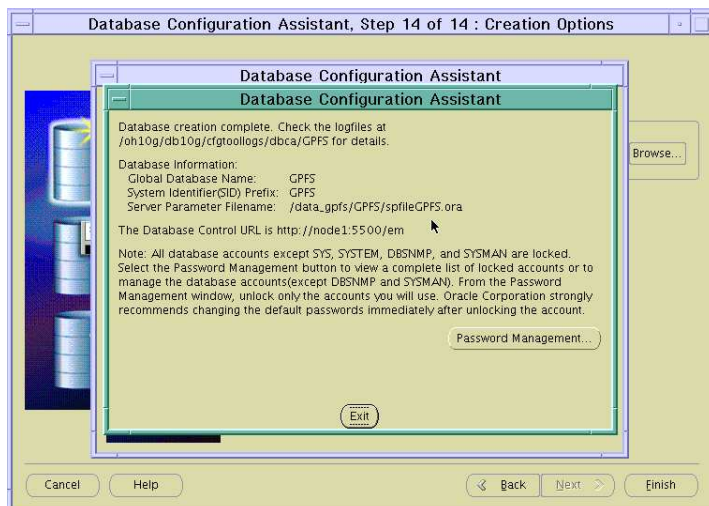 Database Configuration Assistant, Step 14 of 14 : Creation Options
Database Configuration Assistant
Database Configuration Assistant
Database creation complete. Check the logfiles at
/oh10g/db10g/cfgtoollogs/dbca/GPFS for details.
Database Information:
Global Database Name: GPFS
System Identifier(SID) Prefix: GPFS
Server Parameter Filename: /data_gpfs/GPFS/spfileGPFS.ora
The Database Control URL is http://node1:5500/em
Note: All database accounts except SYS, SYSTEM, DBSNMP, and SYSMAN are locked.
Select the Password Management button to view a complete list of locked accounts or to
manage the database accounts(except DBSNMP and SYSMAN). From the Password
Management window, unlock only the accounts you will use. Oracle Corporation strongly
recommends changing the default passwords immediately after unlocking the account.
Password Management...
Exit
Browse...
Cancel Help Back Next Finish